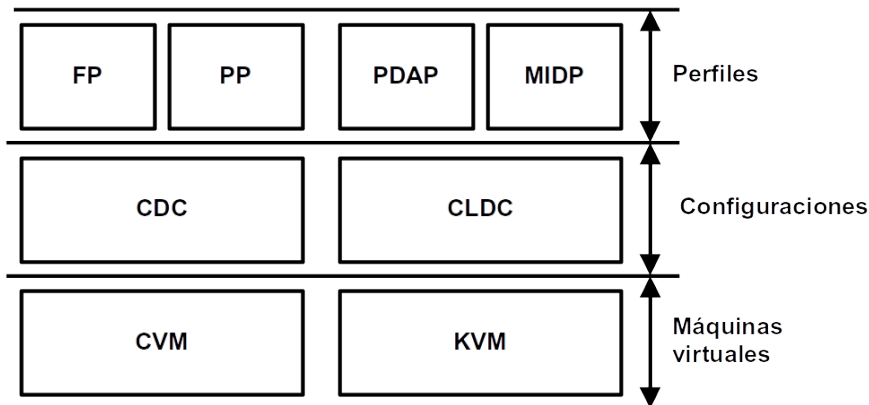 FP
PP
PDAP
MIDP
Perfiles
CDC
CLDC
Configuraciones
CVM
KVM
Máquinas
virtuales